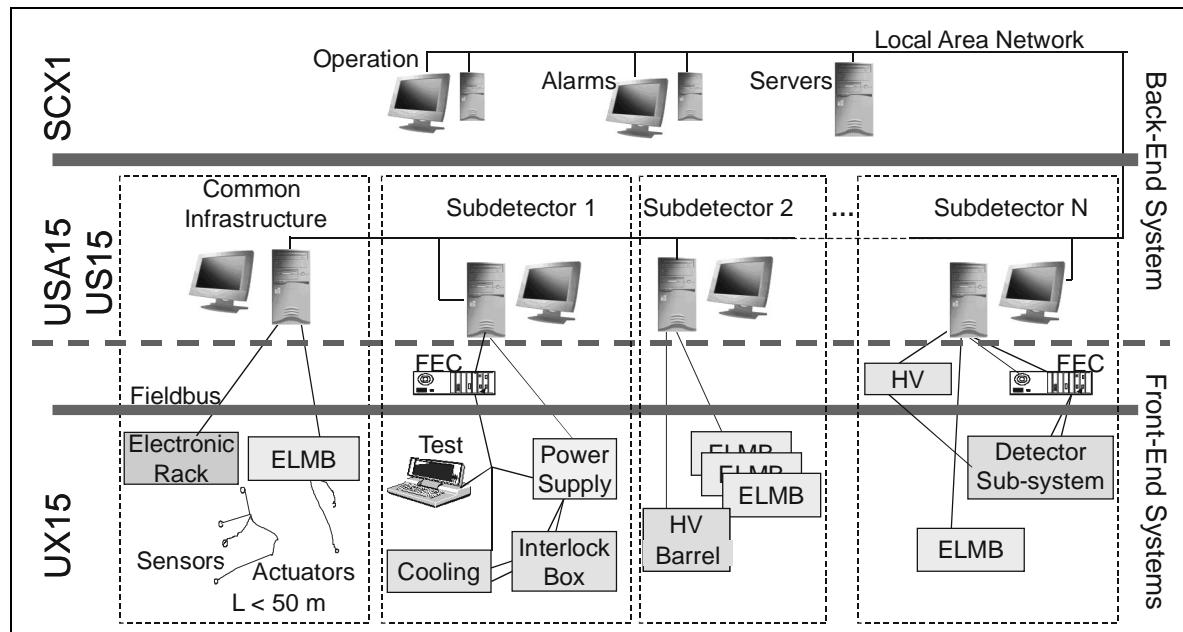 SCX1
Operation
Alarms
Servers
Local Area Network
Back-End System
USA15
US15
Common
Infrastructure
Subdetector 1
Subdetector 2
...
Subdetector N
FEC
HV
FEC
Fieldbus
UX15
Electronic
Rack
ELMB
Sensors
Actuators
L < 50 m
Test
Power
Supply
Cooling
Interlock
Box
ELMB
ELMB
ELMB
HV
Barrel
Detector
Sub-system
ELMB
Front-End Systems